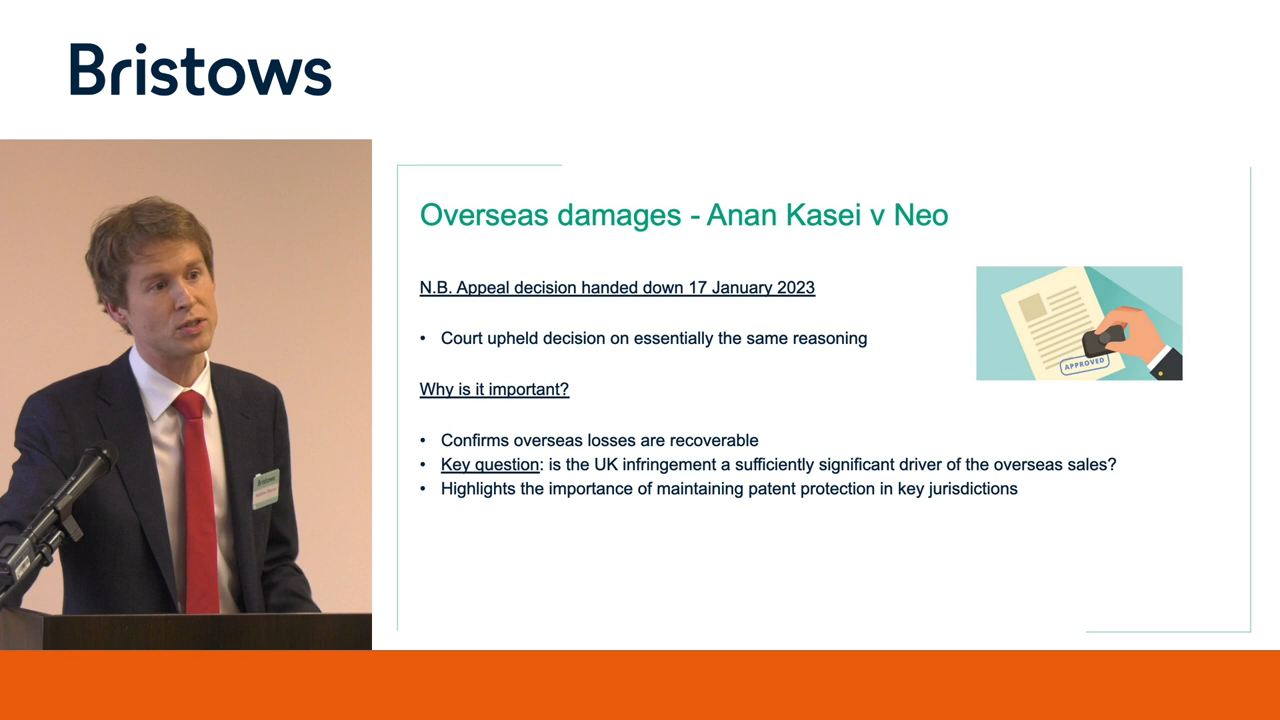 Bristows
Overseas damages - Anan Kasei v Neo
N.B. Appeal decision handed down 17 January 2023
• Court upheld decision on essentially the same reasoning
APPROVED
Why is it important?
• Confirms overseas losses are recoverable
• Key question: is the UK infringement a sufficiently significant driver of the overseas sales?
• Highlights the importance of maintaining patent protection in key jurisdictions
Bristows